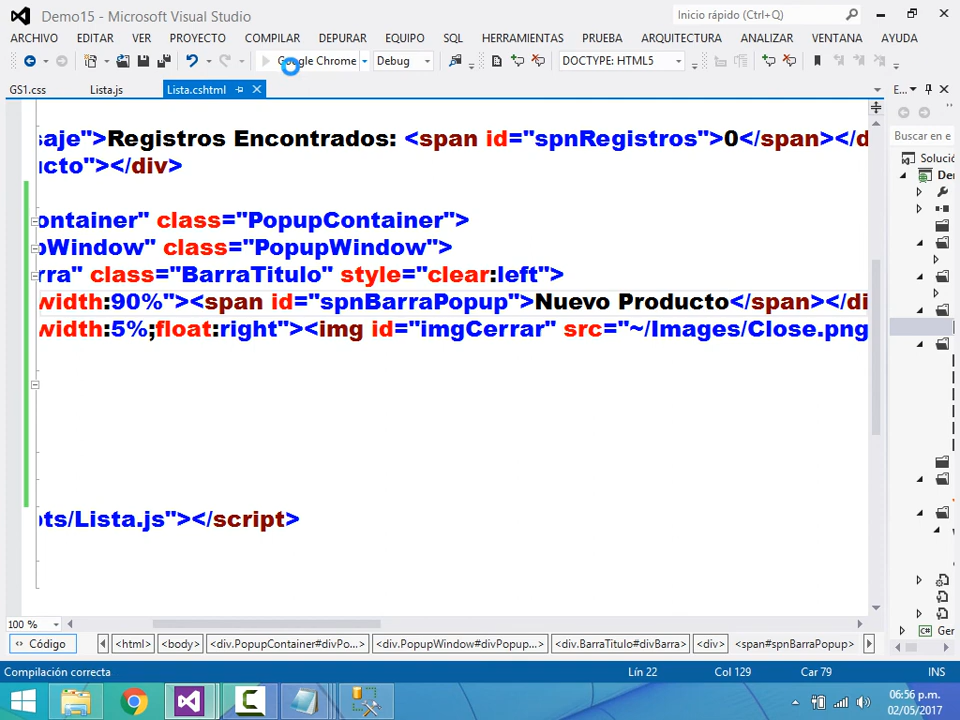 Demo15 - Microsoft Visual Studio
Inicio rápido (Ctrl+Q)
ARCHIVO EDITAR VER PROYECTO COMPILAR DEPURAR EQUIPO SQL HERRAMIENTAS PRUEBA ARQUITECTURA ANALIZAR VENTANA AYUDA
Google Chrome Debug DOCTYPE: HTML5
GS1.css Lista.js Lista.cshtml E...
saje">Registros Encontrados: <span id="spnRegistros">0</span></d
ucto"></div>
ontainer" class="PopupContainer">
pWindow" class="PopupWindow">
rra" class="BarraTitulo" style="clear:left">
width:90%"><span id="spnBarraPopup">Nuevo Producto</span></di
width:5%;float:right"><img id="imgCerrar" src="~/Images/Close.png
pts/Lista.js"></script>
Buscar en e
Solució
De
Ger
100 %
Código <html> <body> <div.PopupContainer#divPo...> <div.PopupWindow#divPopup...> <div.BarraTitulo#divBarra> <div> <span#spnBarraPopup>
Compilación correcta Lín 22 Col 129 Car 79 INS
06:56 p.m.
02/05/2017